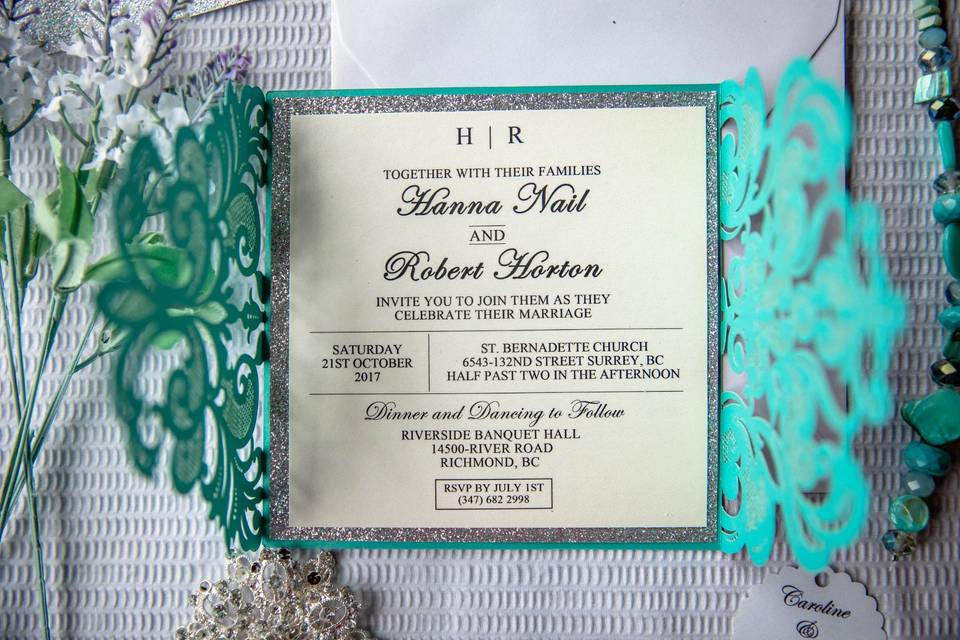 H | R
TOGETHER WITH THEIR FAMILIES
Hanna Nail
AND
Robert Horton
INVITE YOU TO JOIN THEM AS THEY
CELEBRATE THEIR MARRIAGE
SATURDAY
21ST OCTOBER
2017
ST. BERNADETTE CHURCH
6543-132ND STREET SURREY, BC
HALF PAST TWO IN THE AFTERNOON
Dinner and Dancing to Follow
RIVERSIDE BANQUET HALL
14500-RIVER ROAD
RICHMOND, BC
RSVP BY JULY 1ST
(347) 682 2998
Caroline
&